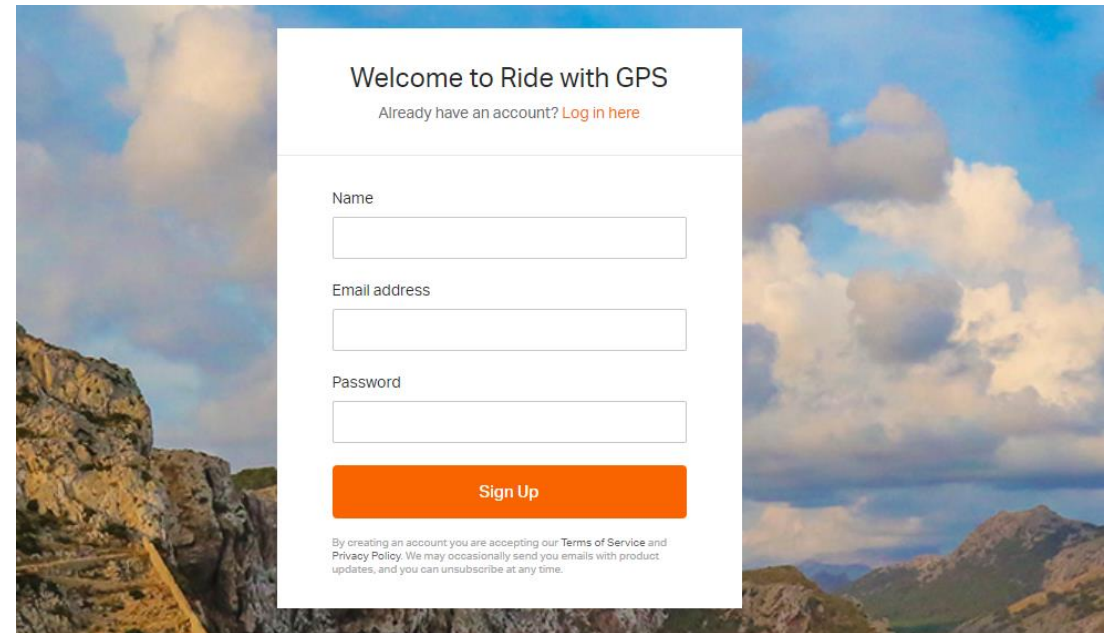 Welcome to Ride with GPS
Already have an account? Log in here
Name
Email address
Password
Sign Up
By creating an account you are accepting our Terms of Service and
Privacy Policy. We may occasionally send you emails with product
updates, and you can unsubscribe at any time.